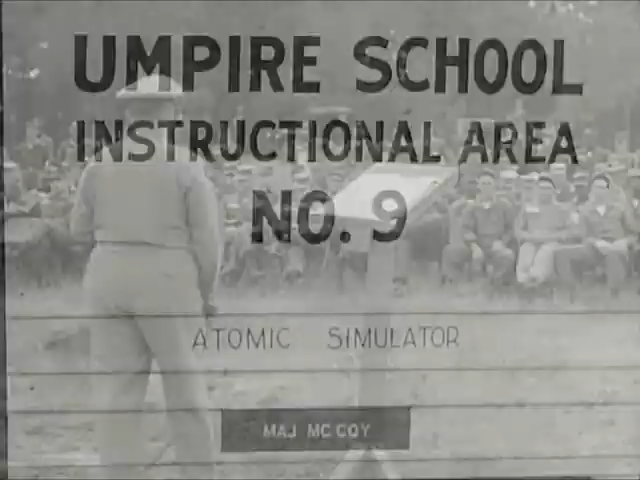 UMPIRE SCHOOL
INSTRUCTIONAL AREA
NO. 9
ATOMIC SIMULATOR
MAJ MC COY